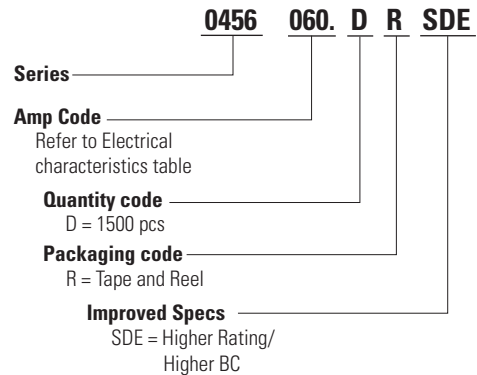 0456 060. D R SDE
Series
Amp Code
Refer to Electrical
characteristics table
Quantity code
D = 1500 pcs
Packaging code
R = Tape and Reel
Improved Specs
SDE = Higher Rating/
Higher BC